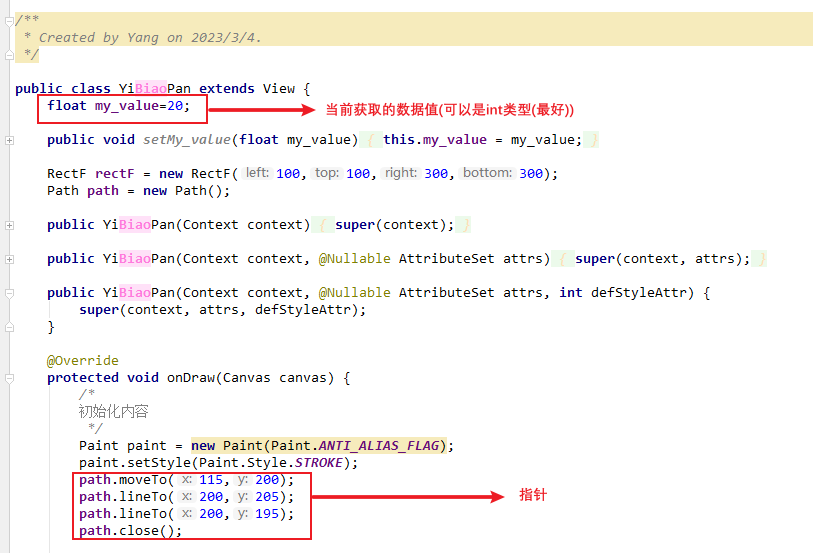 /**
* Created by Yang on 2023/3/4.
*/
public class YiBiaoPan extends View {
float my_value=20;
当前获取的数据值(可以是int类型(最好))
public void setMy_value(float my_value) { this.my_value = my_value; }
RectF rectF = new RectF( left: 100, top: 100, right: 300, bottom: 300);
Path path = new Path();
public YiBiaoPan(Context context) { super(context); }
public YiBiaoPan(Context context, @Nullable AttributeSet attrs) { super(context, attrs); }
public YiBiaoPan(Context context, @Nullable AttributeSet attrs, int defStyleAttr) {
super(context, attrs, defStyleAttr);
}
@Override
protected void onDraw(Canvas canvas) {
/*
初始化内容
*/
Paint paint = new Paint(Paint.ANTI_ALIAS_FLAG);
paint.setStyle(Paint.Style.STROKE);
path.moveTo( x: 115, y: 200);
path.lineTo( x: 200, y: 205);
指针
path.lineTo( x: 200, y: 195);
path.close();